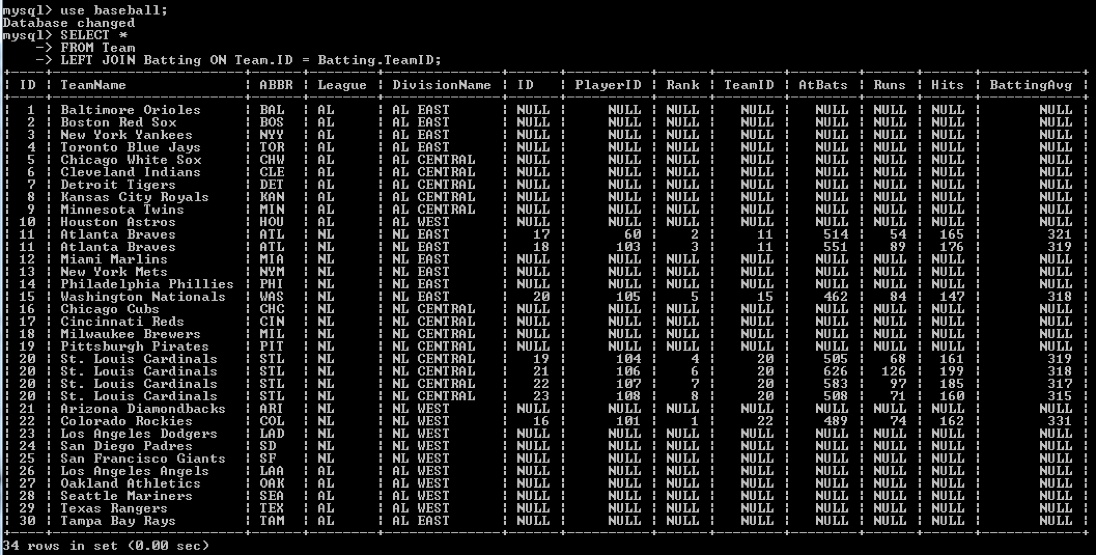 mysql> use baseball;
Database changed
mysql> SELECT *
    -> FROM Team
    -> LEFT JOIN Batting ON Team.ID = Batting.TeamID;
+----+-----------------------+------+--------+--------------+------+----------+------+--------+--------+------+------+------------+
| ID | TeamName | ABBR | League | DivisionName | ID | PlayerID | Rank | TeamID | AtBats | Runs | Hits | BattingAvg |
+----+-----------------------+------+--------+--------------+------+----------+------+--------+--------+------+------+------------+
| 1 | Baltimore Orioles | BAL | AL | AL EAST | NULL | NULL | NULL | NULL | NULL | NULL | NULL | NULL |
| 2 | Boston Red Sox | BOS | AL | AL EAST | NULL | NULL | NULL | NULL | NULL | NULL | NULL | NULL |
| 3 | New York Yankees | NYY | AL | AL EAST | NULL | NULL | NULL | NULL | NULL | NULL | NULL | NULL |
| 4 | Toronto Blue Jays | TOR | AL | AL EAST | NULL | NULL | NULL | NULL | NULL | NULL | NULL | NULL |
| 5 | Chicago White Sox | CHW | AL | AL CENTRAL | NULL | NULL | NULL | NULL | NULL | NULL | NULL | NULL |
| 6 | Cleveland Indians | CLE | AL | AL CENTRAL | NULL | NULL | NULL | NULL | NULL | NULL | NULL | NULL |
| 7 | Detroit Tigers | DET | AL | AL CENTRAL | NULL | NULL | NULL | NULL | NULL | NULL | NULL | NULL |
| 8 | Kansas City Royals | KAN | AL | AL CENTRAL | NULL | NULL | NULL | NULL | NULL | NULL | NULL | NULL |
| 9 | Minnesota Twins | MIN | AL | AL CENTRAL | NULL | NULL | NULL | NULL | NULL | NULL | NULL | NULL |
| 10 | Houston Astros | HOU | AL | AL WEST | NULL | NULL | NULL | NULL | NULL | NULL | NULL | NULL |
| 11 | Atlanta Braves | ATL | NL | NL EAST | 17 | 60 | 2 | 11 | 514 | 54 | 165 | 321 |
| 11 | Atlanta Braves | ATL | NL | NL EAST | 18 | 103 | 3 | 11 | 551 | 89 | 176 | 319 |
| 12 | Miami Marlins | MIA | NL | NL EAST | NULL | NULL | NULL | NULL | NULL | NULL | NULL | NULL |
| 13 | New York Mets | NYM | NL | NL EAST | NULL | NULL | NULL | NULL | NULL | NULL | NULL | NULL |
| 14 | Philadelphia Phillies | PHI | NL | NL EAST | NULL | NULL | NULL | NULL | NULL | NULL | NULL | NULL |
| 15 | Washington Nationals | WAS | NL | NL EAST | 20 | 105 | 5 | 15 | 462 | 84 | 147 | 318 |
| 16 | Chicago Cubs | CHC | NL | NL CENTRAL | NULL | NULL | NULL | NULL | NULL | NULL | NULL | NULL |
| 17 | Cincinnati Reds | CIN | NL | NL CENTRAL | NULL | NULL | NULL | NULL | NULL | NULL | NULL | NULL |
| 18 | Milwaukee Brewers | MIL | NL | NL CENTRAL | NULL | NULL | NULL | NULL | NULL | NULL | NULL | NULL |
| 19 | Pittsburgh Pirates | PIT | NL | NL CENTRAL | NULL | NULL | NULL | NULL | NULL | NULL | NULL | NULL |
| 20 | St. Louis Cardinals | STL | NL | NL CENTRAL | 19 | 104 | 4 | 20 | 505 | 68 | 161 | 319 |
| 20 | St. Louis Cardinals | STL | NL | NL CENTRAL | 21 | 106 | 6 | 20 | 626 | 126 | 199 | 318 |
| 20 | St. Louis Cardinals | STL | NL | NL CENTRAL | 22 | 107 | 7 | 20 | 583 | 97 | 185 | 317 |
| 20 | St. Louis Cardinals | STL | NL | NL CENTRAL | 23 | 108 | 8 | 20 | 508 | 71 | 160 | 315 |
| 21 | Arizona Diamondbacks | ARI | NL | NL WEST | NULL | NULL | NULL | NULL | NULL | NULL | NULL | NULL |
| 22 | Colorado Rockies | COL | NL | NL WEST | 16 | 101 | 1 | 22 | 489 | 74 | 162 | 331 |
| 23 | Los Angeles Dodgers | LAD | NL | NL WEST | NULL | NULL | NULL | NULL | NULL | NULL | NULL | NULL |
| 24 | San Diego Padres | SD | NL | NL WEST | NULL | NULL | NULL | NULL | NULL | NULL | NULL | NULL |
| 25 | San Francisco Giants | SF | NL | NL WEST | NULL | NULL | NULL | NULL | NULL | NULL | NULL | NULL |
| 26 | Los Angeles Angels | LAA | AL | AL WEST | NULL | NULL | NULL | NULL | NULL | NULL | NULL | NULL |
| 27 | Oakland Athletics | OAK | AL | AL WEST | NULL | NULL | NULL | NULL | NULL | NULL | NULL | NULL |
| 28 | Seattle Mariners | SEA | AL | AL WEST | NULL | NULL | NULL | NULL | NULL | NULL | NULL | NULL |
| 29 | Texas Rangers | TEX | AL | AL WEST | NULL | NULL | NULL | NULL | NULL | NULL | NULL | NULL |
| 30 | Tampa Bay Rays | TAM | AL | AL EAST | NULL | NULL | NULL | NULL | NULL | NULL | NULL | NULL |
+----+-----------------------+------+--------+--------------+------+----------+------+--------+--------+------+------+------------+
34 rows in set (0.00 sec)